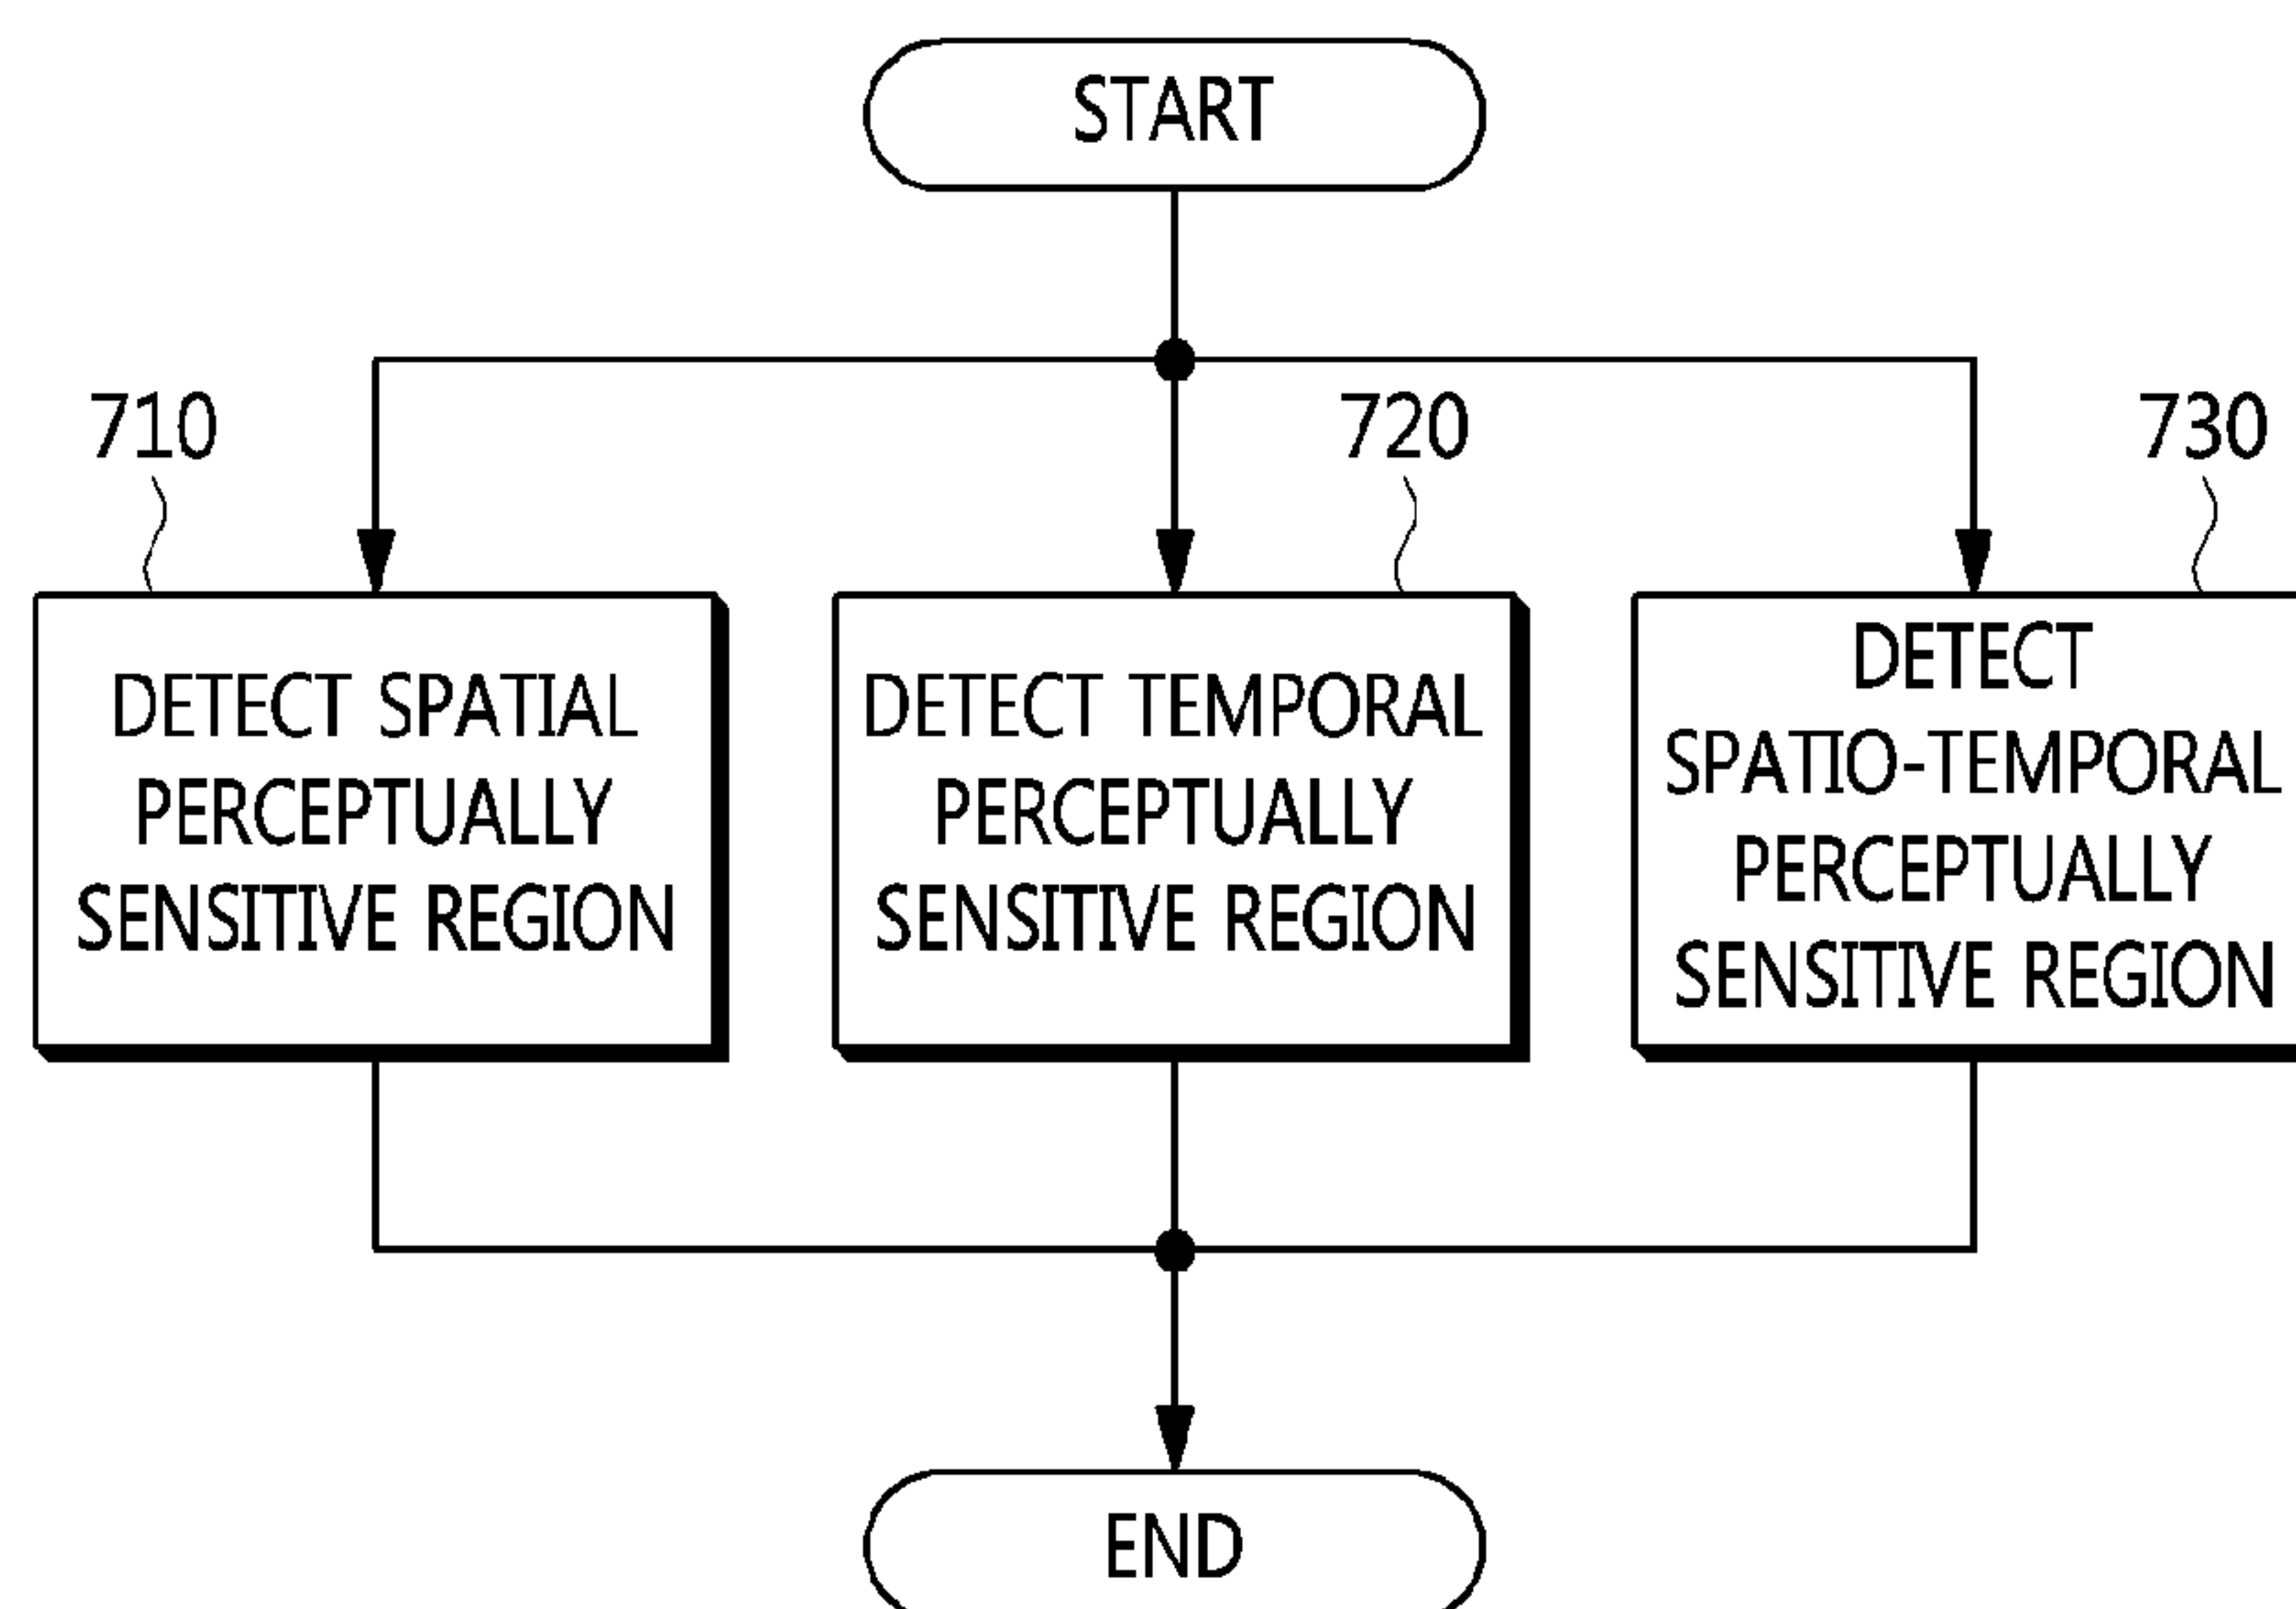 START
710
720
730
DETECT SPATIAL
PERCEPTUALLY
SENSITIVE REGION
DETECT TEMPORAL
PERCEPTUALLY
SENSITIVE REGION
DETECT
SPATIO-TEMPORAL
PERCEPTUALLY
SENSITIVE REGION
END